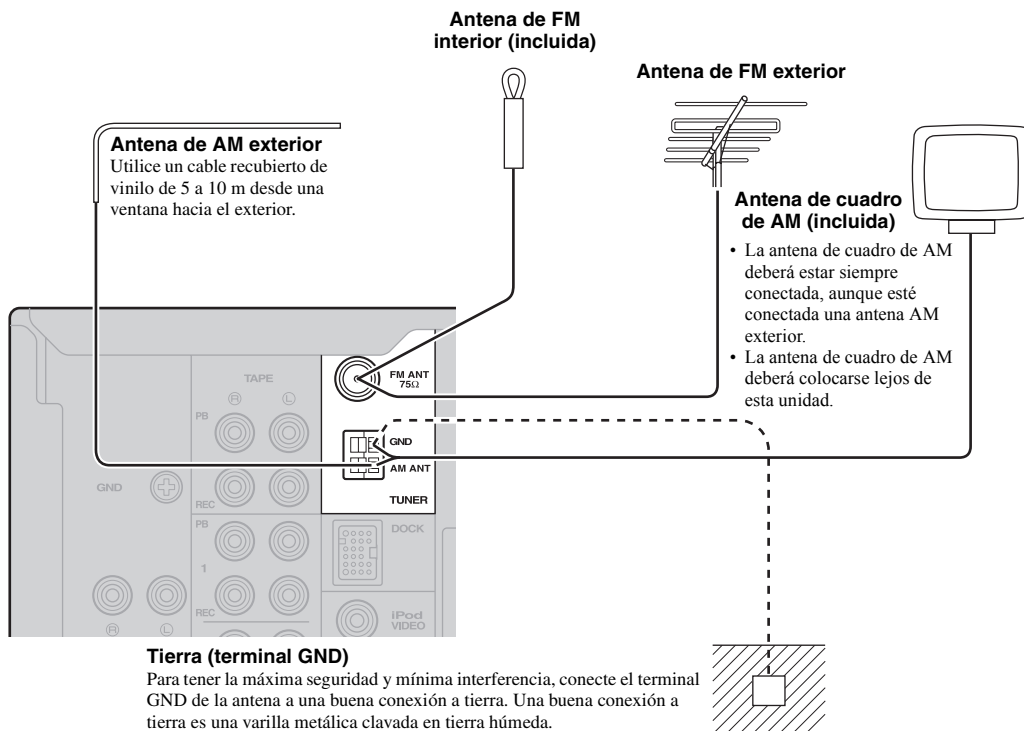 Antena de FM
interior (incluida)
Antena de FM exterior
Antena de AM exterior
Utilice un cable recubierto de
vinilo de 5 a 10 m desde una
ventana hacia el exterior.
Antena de cuadro
de AM (incluida)
• La antena de cuadro de AM
deberá estar siempre
conectada, aunque esté
conectada una antena AM
exterior.
• La antena de cuadro de AM
deberá colocarse lejos de
esta unidad.
TAPE
R L
PB
REC
GND
PB
1
REC
R L
FM ANT
75Ω
GND
AM ANT
TUNER
DOCK
iPod
VIDEO
Tierra (terminal GND)
Para tener la máxima seguridad y mínima interferencia, conecte el terminal
GND de la antena a una buena conexión a tierra. Una buena conexión a
tierra es una varilla metálica clavada en tierra húmeda.